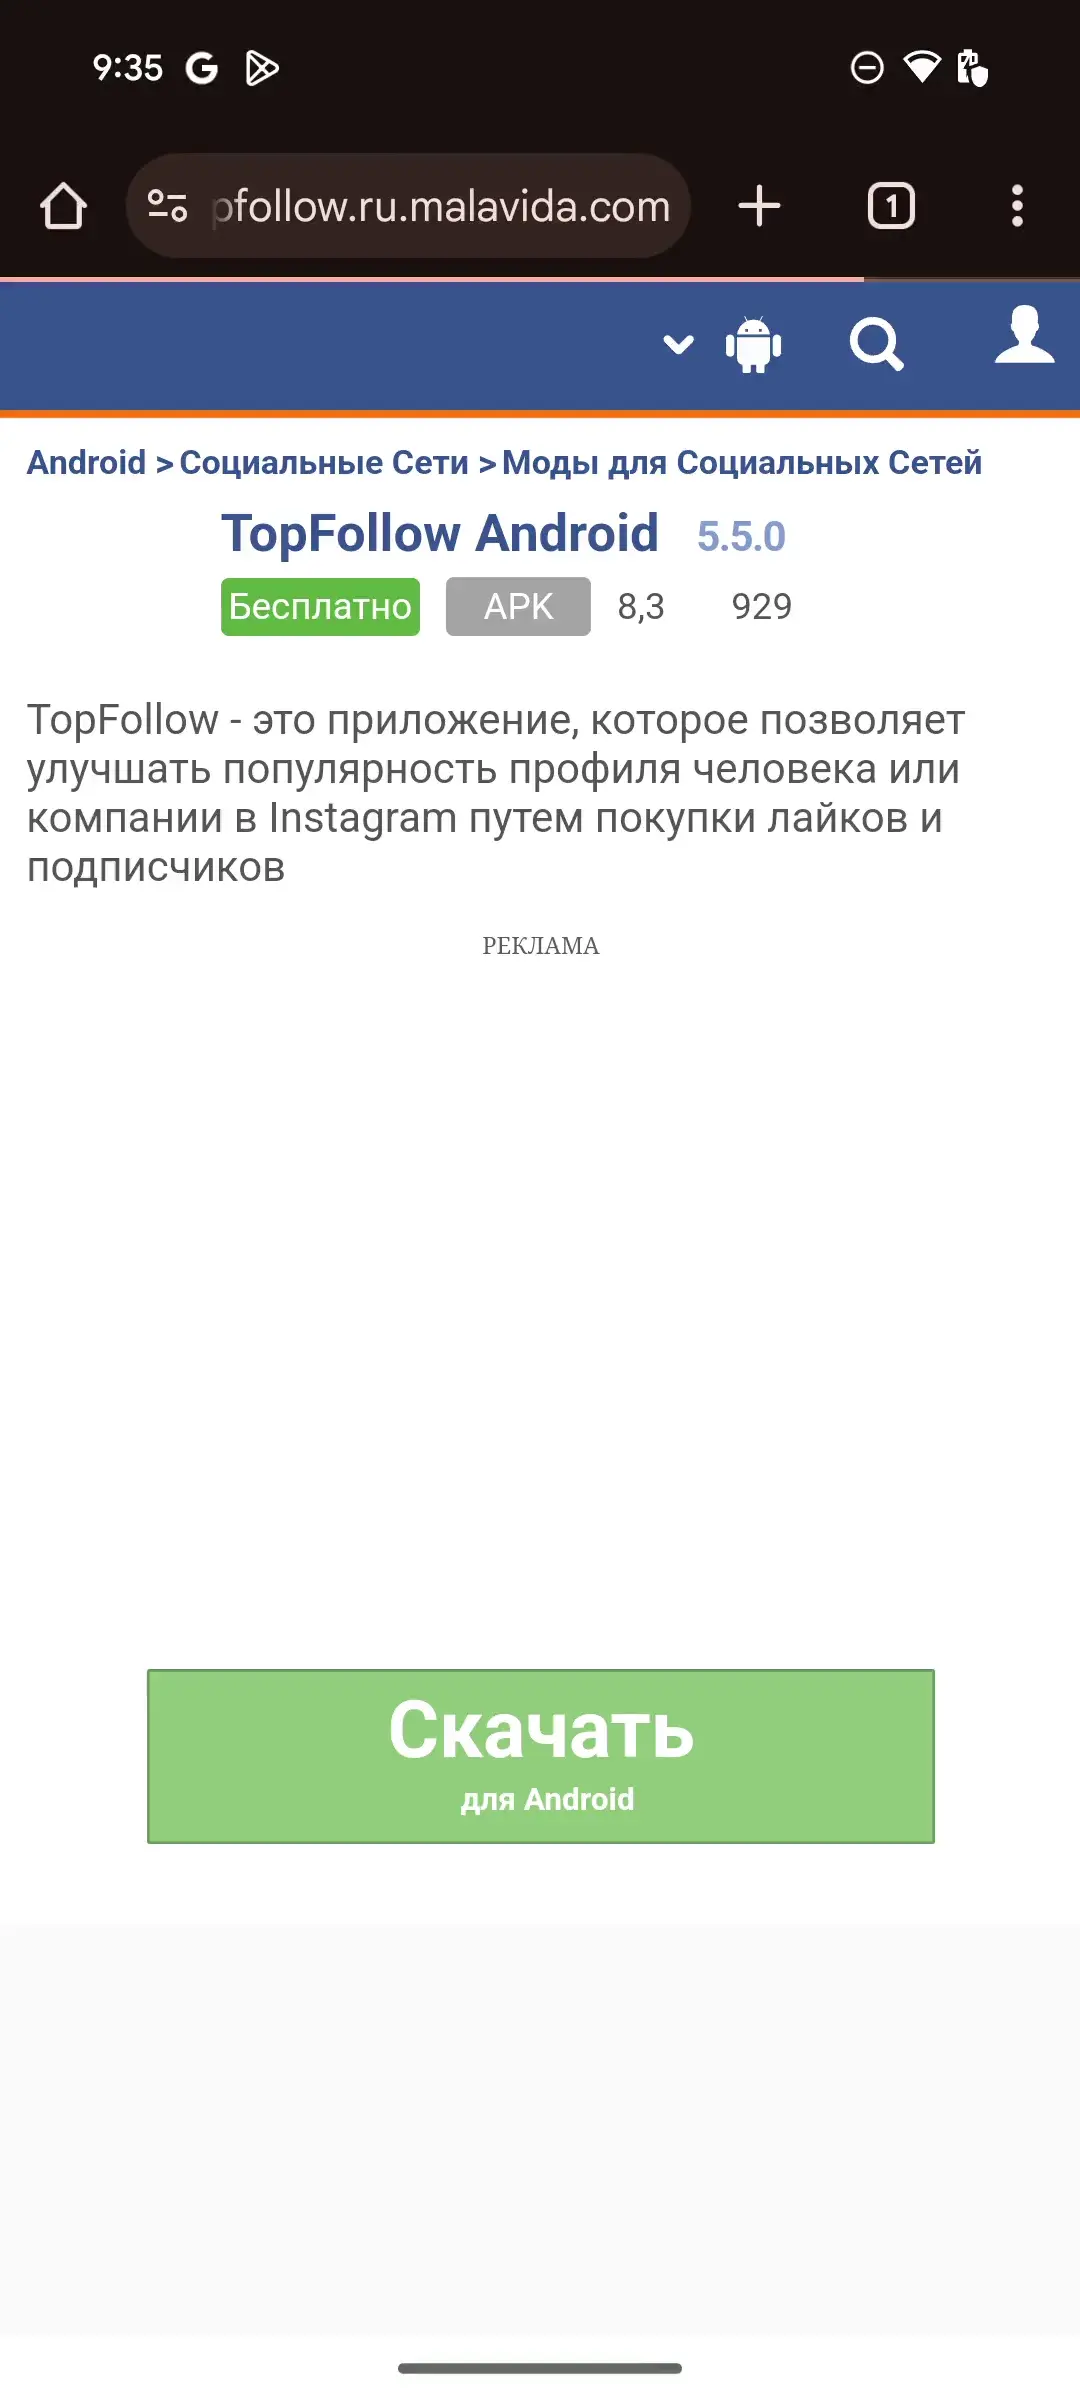 9:35
pfollow.ru.malavida.com
1
Android > Социальные Сети > Моды для Социальных Сетей
TopFollow Android 5.5.0
Бесплатно APK 8,3 929
TopFollow - это приложение, которое позволяет
улучшать популярность профиля человека или
компании в Instagram путем покупки лайков и
подписчиков
РЕКЛАМА
Скачать
для Android